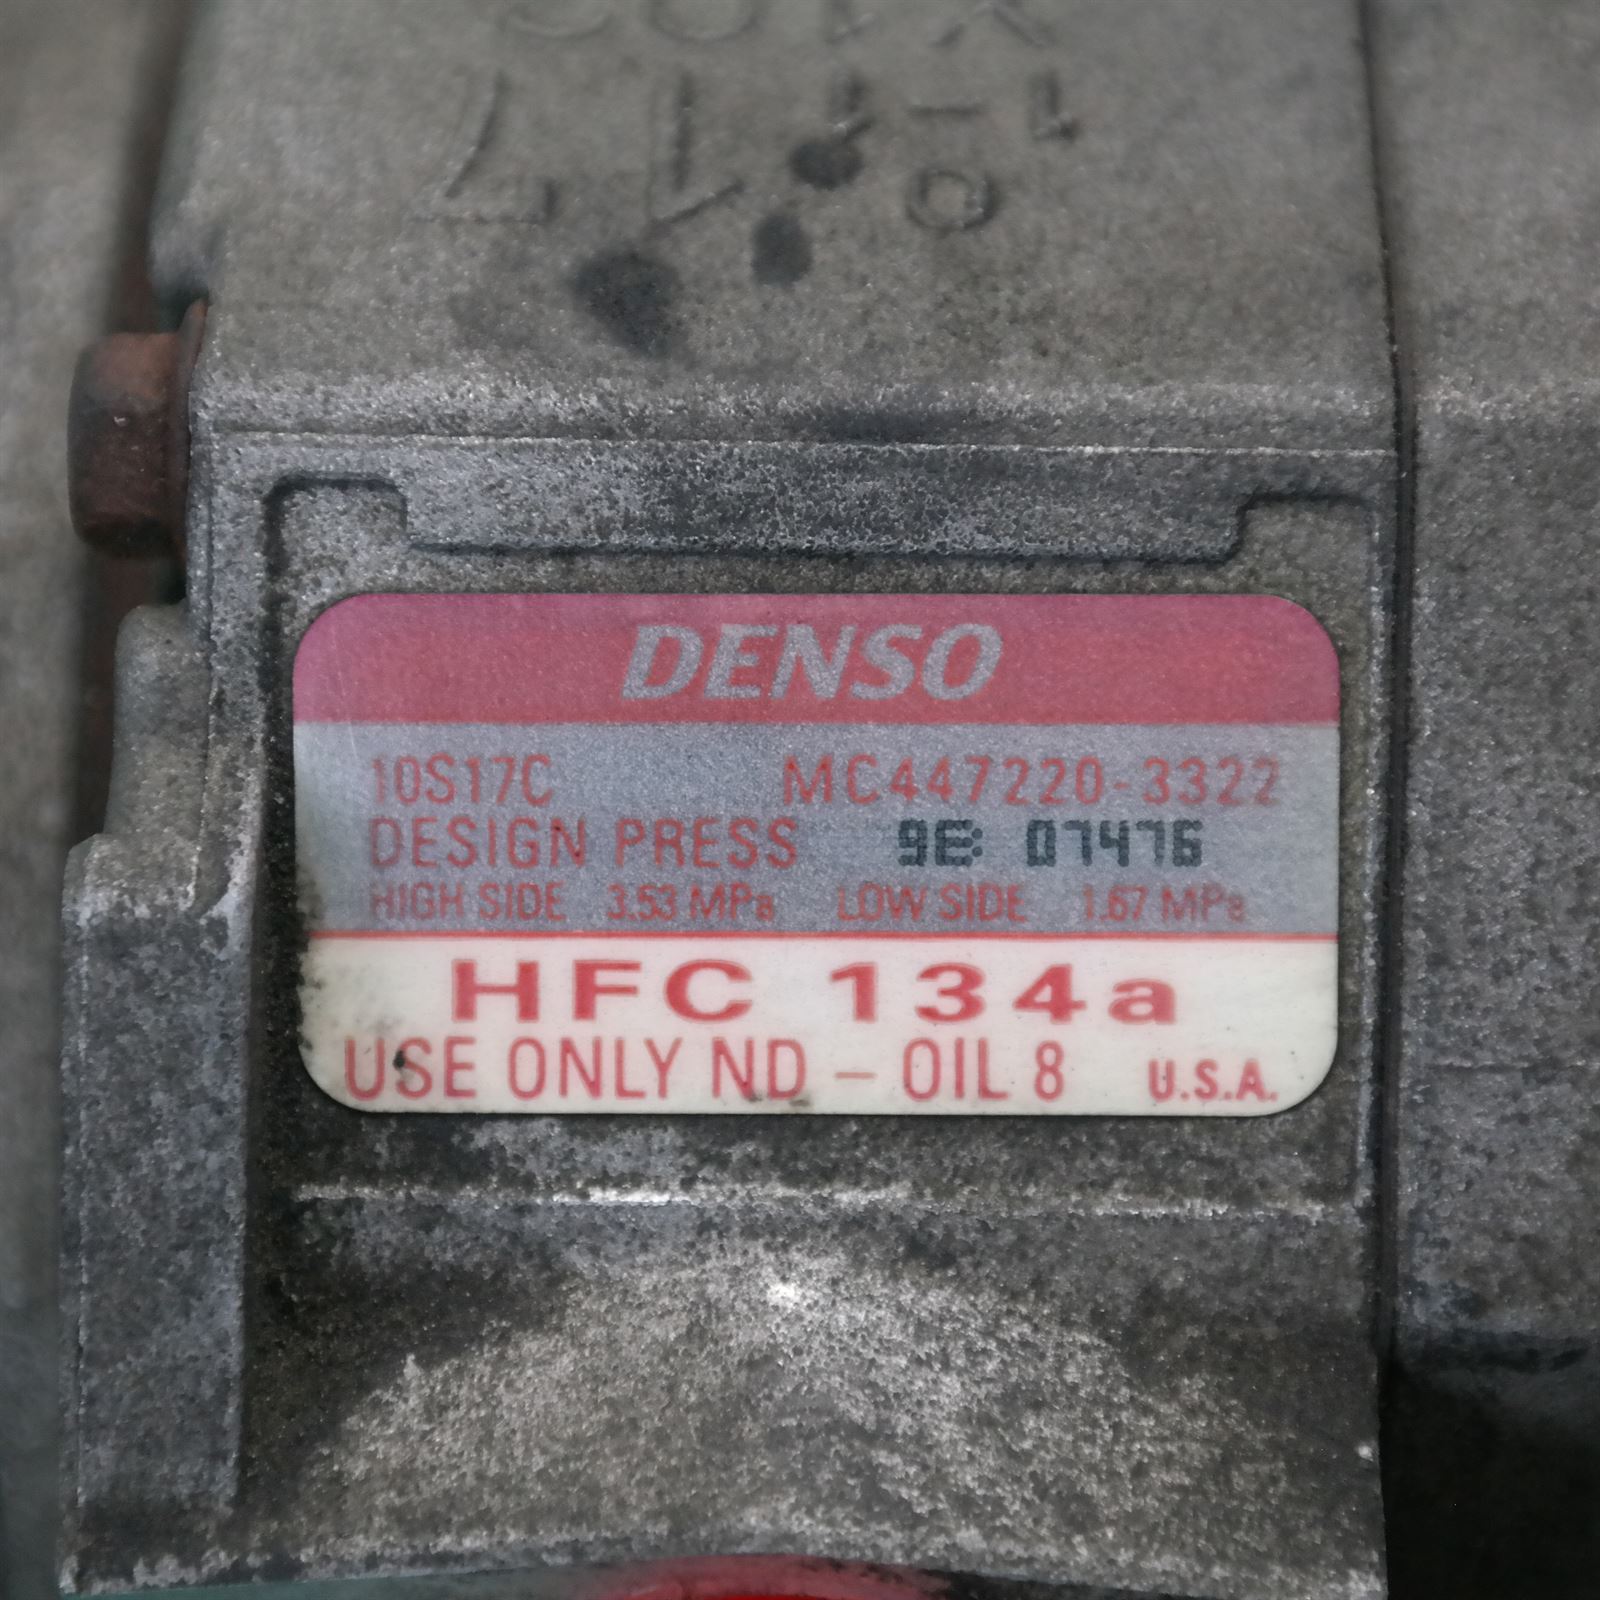 DENSO
10S17C MC447220-3322
DESIGN PRESS 9E: 07476
HIGH SIDE 3.53 MPa LOW SIDE 1.67 MPa
HFC 134a
USE ONLY ND – OIL 8 U.S.A.